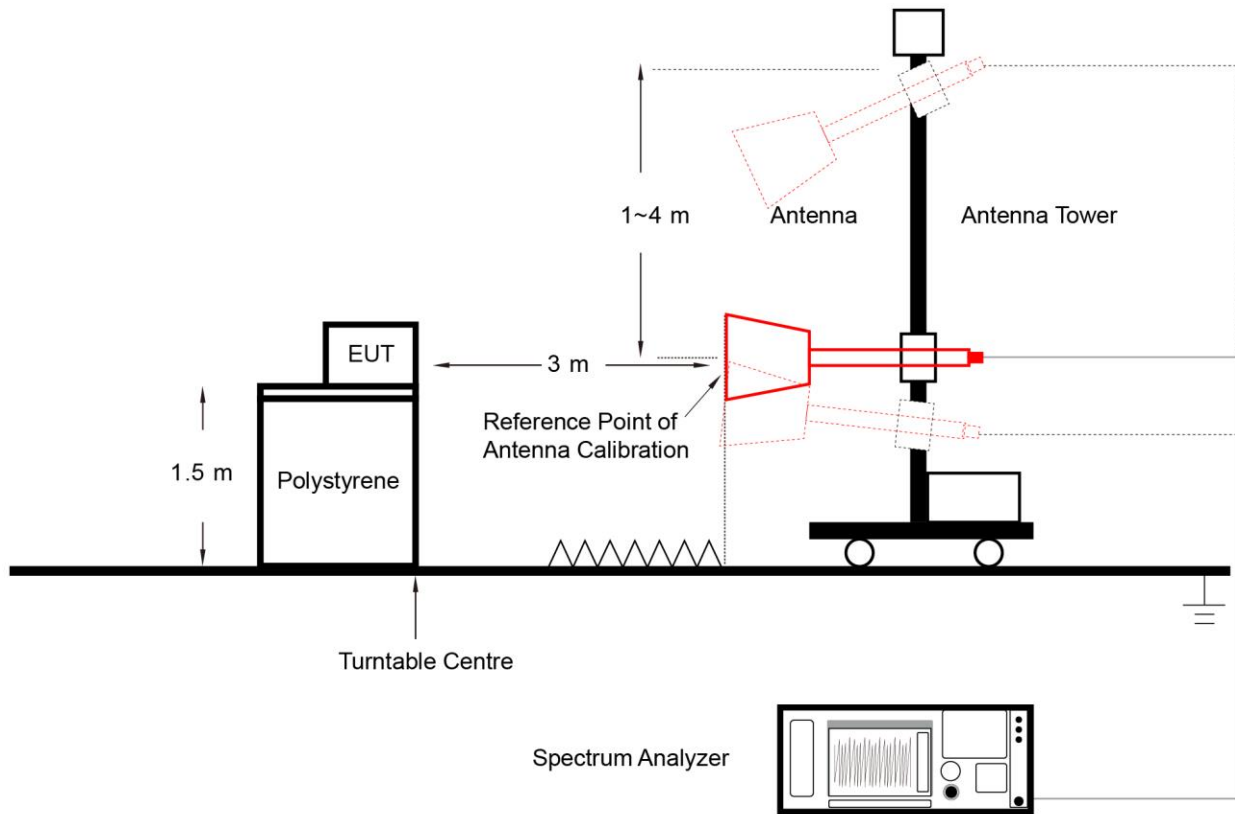 1~4 m
Antenna
Antenna Tower
EUT
3 m
Reference Point of
Antenna Calibration
1.5 m
Polystyrene
Turntable Centre
Spectrum Analyzer